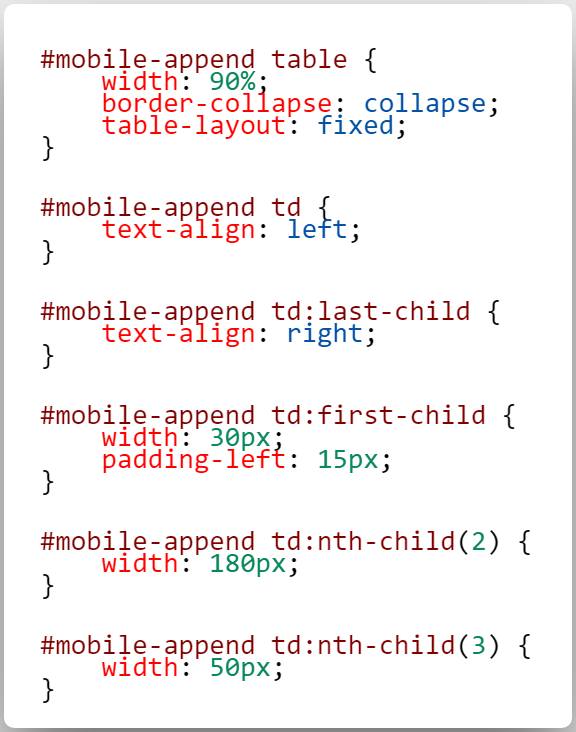 #mobile-append table {
    width: 90%;
    border-collapse: collapse;
    table-layout: fixed;
}
#mobile-append td {
    text-align: left;
}
#mobile-append td:last-child {
    text-align: right;
}
#mobile-append td:first-child {
    width: 30px;
    padding-left: 15px;
}
#mobile-append td:nth-child(2) {
    width: 180px;
}
#mobile-append td:nth-child(3) {
    width: 50px;
}